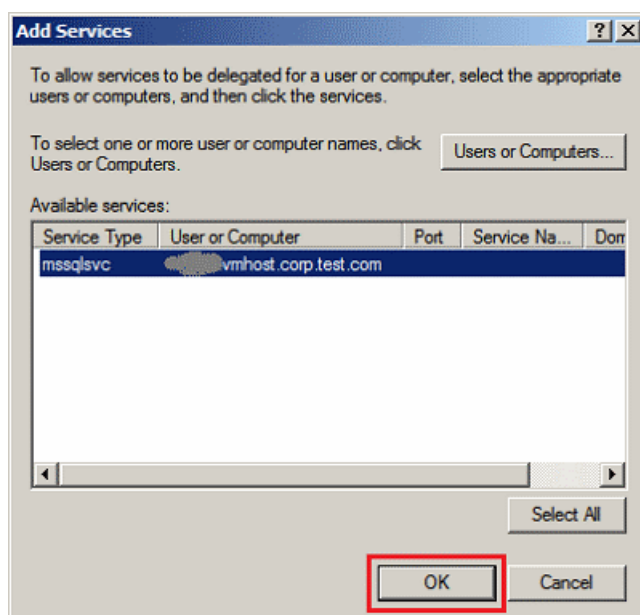 Add Services
To allow services to be delegated for a user or computer, select the appropriate
users or computers, and then click the services.
To select one or more user or computer names, click
Users or Computers.
Users or Computers...
Available services:
Service Type User or Computer Port Service Na... Dom
mssqlsvc vmhost.corp.test.com
Select All
OK Cancel